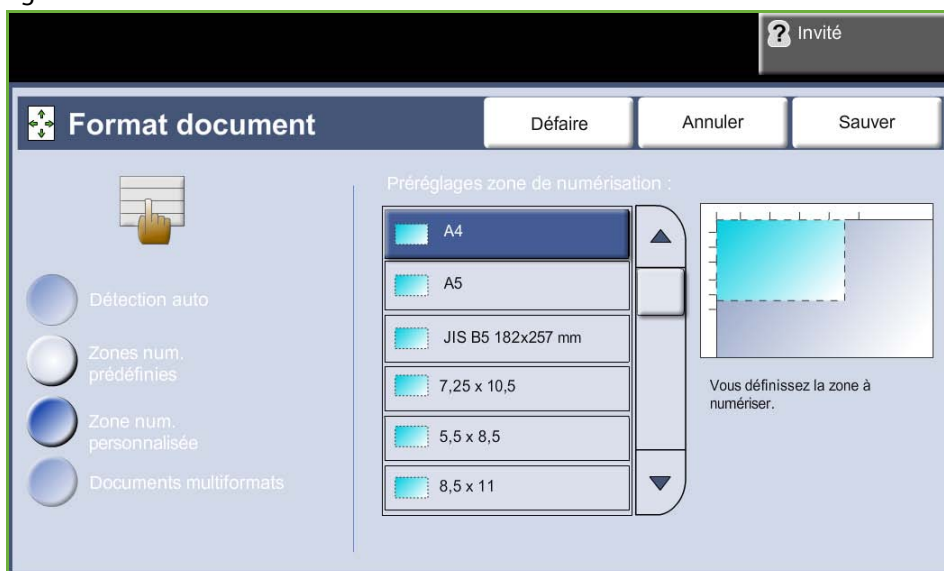 Invité
Format document
Défaire
Annuler
Sauver
Détection auto
Zones num.
prédéfinies
Zone num.
personnalisée
Documents multiformats
Préréglages zone de numérisation :
A4
A5
JIS B5 182x257 mm
7,25 x 10,5
5,5 x 8,5
8,5 x 11
Vous définissez la zone à
numériser.